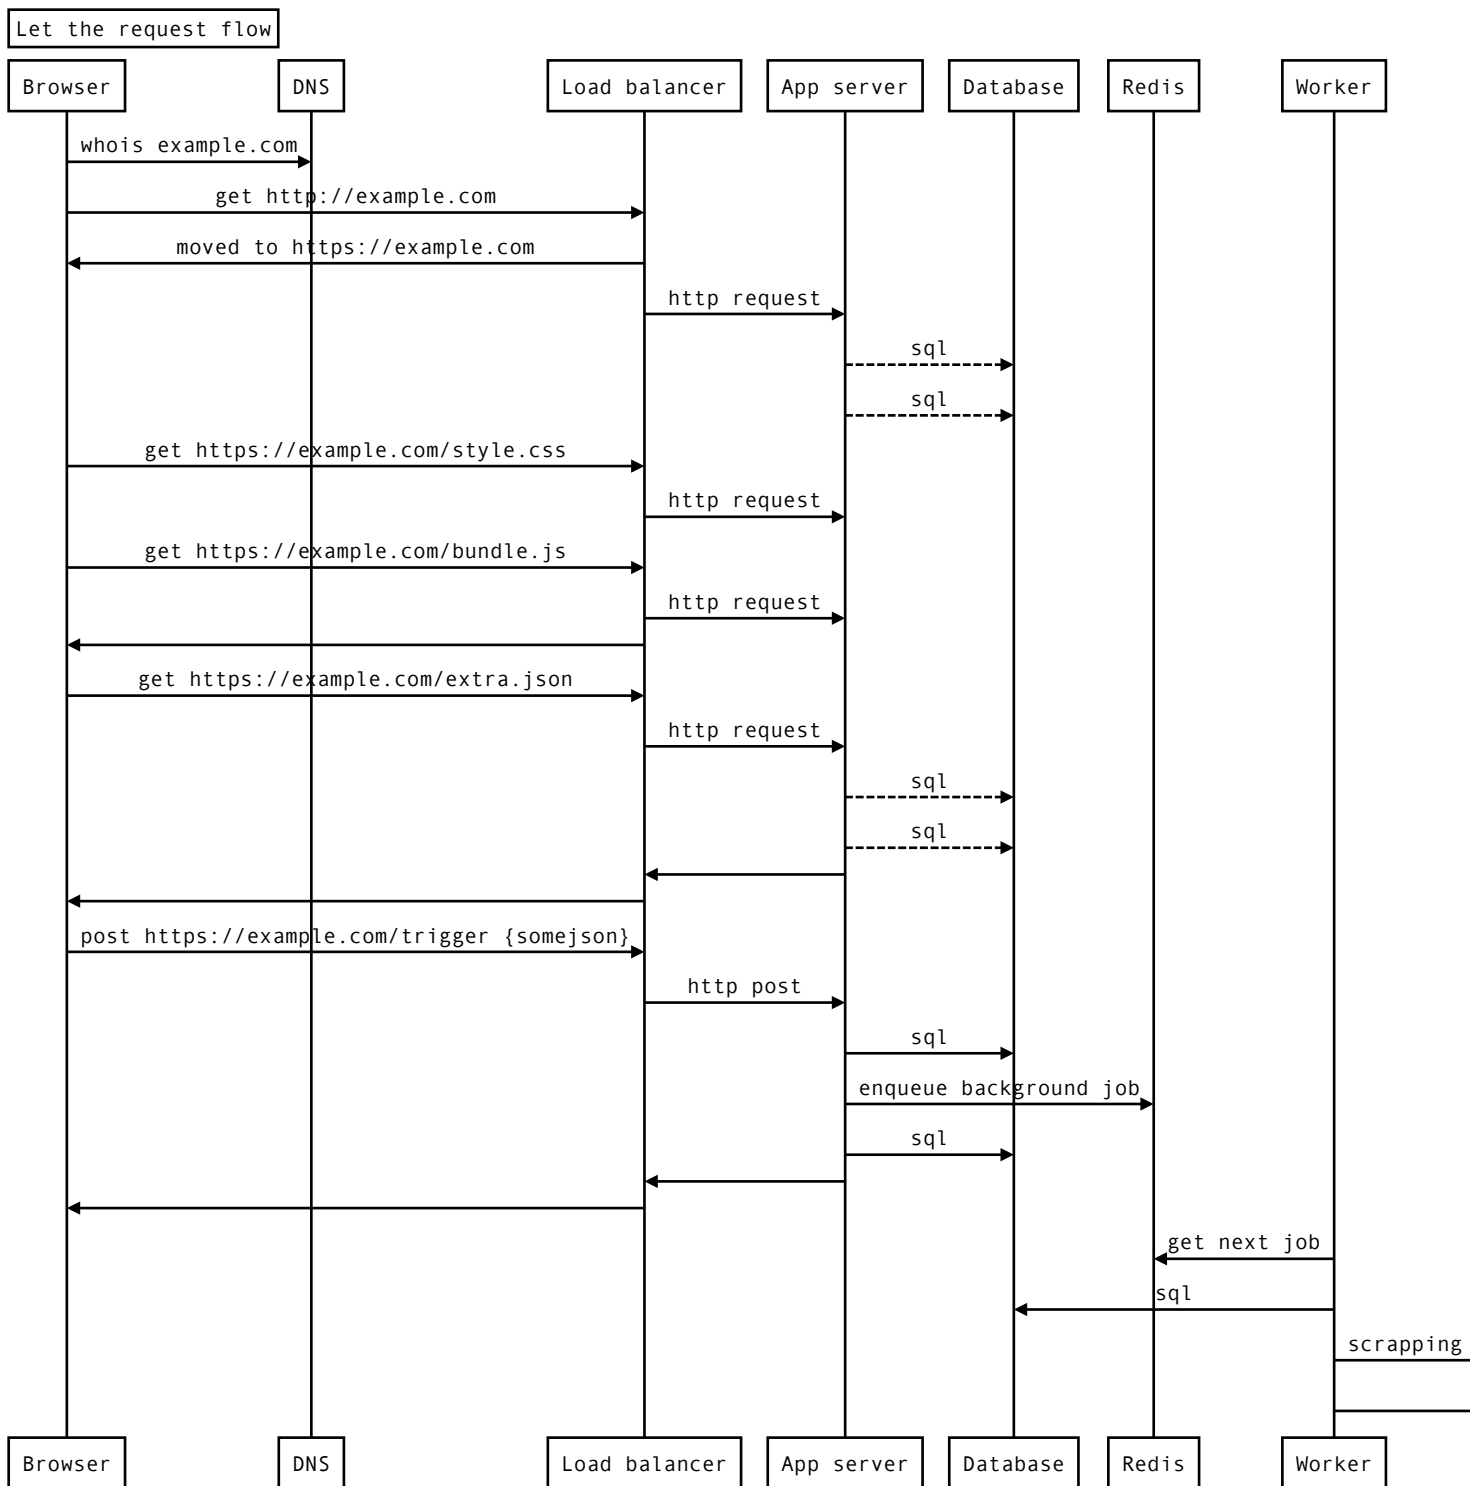 Let the request flow
Browser DNS Load balancer App server Database Redis Worker
whois example.com
get http://example.com
moved to https://example.com
http request
sql
sql
get https://example.com/style.css
http request
get https://example.com/bundle.js
http request
get https://example.com/extra.json
http request
sql
sql
post https://example.com/trigger {somejson}
http post
sql
enqueue background job
sql
get next job
sql
scrapping
Browser DNS Load balancer App server Database Redis Worker